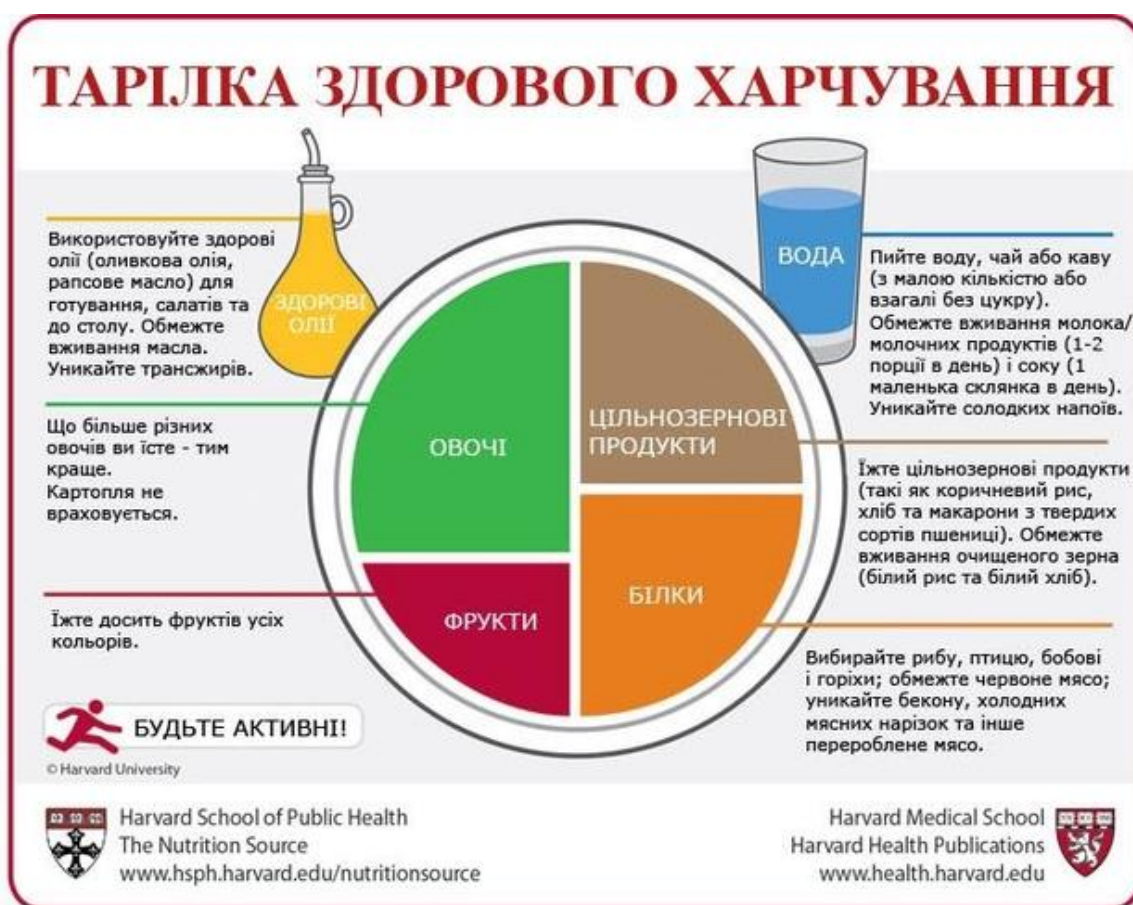 ТАРІЛКА ЗДОРОВОГО ХАРЧУВАННЯ
Використовуйте здорові
олії (оливкова олія,
рапсове масло) для
готування, салатів та
до столу. Обмежте
вживання масла.
Уникайте трансжирів.
ЗДОРОВІ
ОЛІЇ
Що більше різних
овочів ви їсте - тим
краще.
Картопля не
враховується.
Їжте досить фруктів усіх
кольорів.
ОВОЧІ
ФРУКТИ
ЦІЛЬНОЗЕРНОВІ
ПРОДУКТИ
БІЛКИ
ВОДА
Пийте воду, чай або каву
(з малою кількістю або
взагалі без цукру).
Обмежте вживання молока/
молочних продуктів (1-2
порції в день) і соку (1
маленька склянка в день).
Уникайте солодких напоїв.
Їжте цільнозернові продукти
(такі як коричневий рис,
хліб та макарони з твердих
сортів пшениці). Обмежте
вживання очищеного зерна
(білий рис та білий хліб).
Вибирайте рибу, птицю, бобові
і горіхи; обмежте червоне мясо;
уникайте бекону, холодних
мясних нарізок та інше
перероблене мясо.
БУДЬТЕ АКТИВНІ!
© Harvard University
Harvard School of Public Health
The Nutrition Source
www.hsph.harvard.edu/nutritionsource
Harvard Medical School
Harvard Health Publications
www.health.harvard.edu